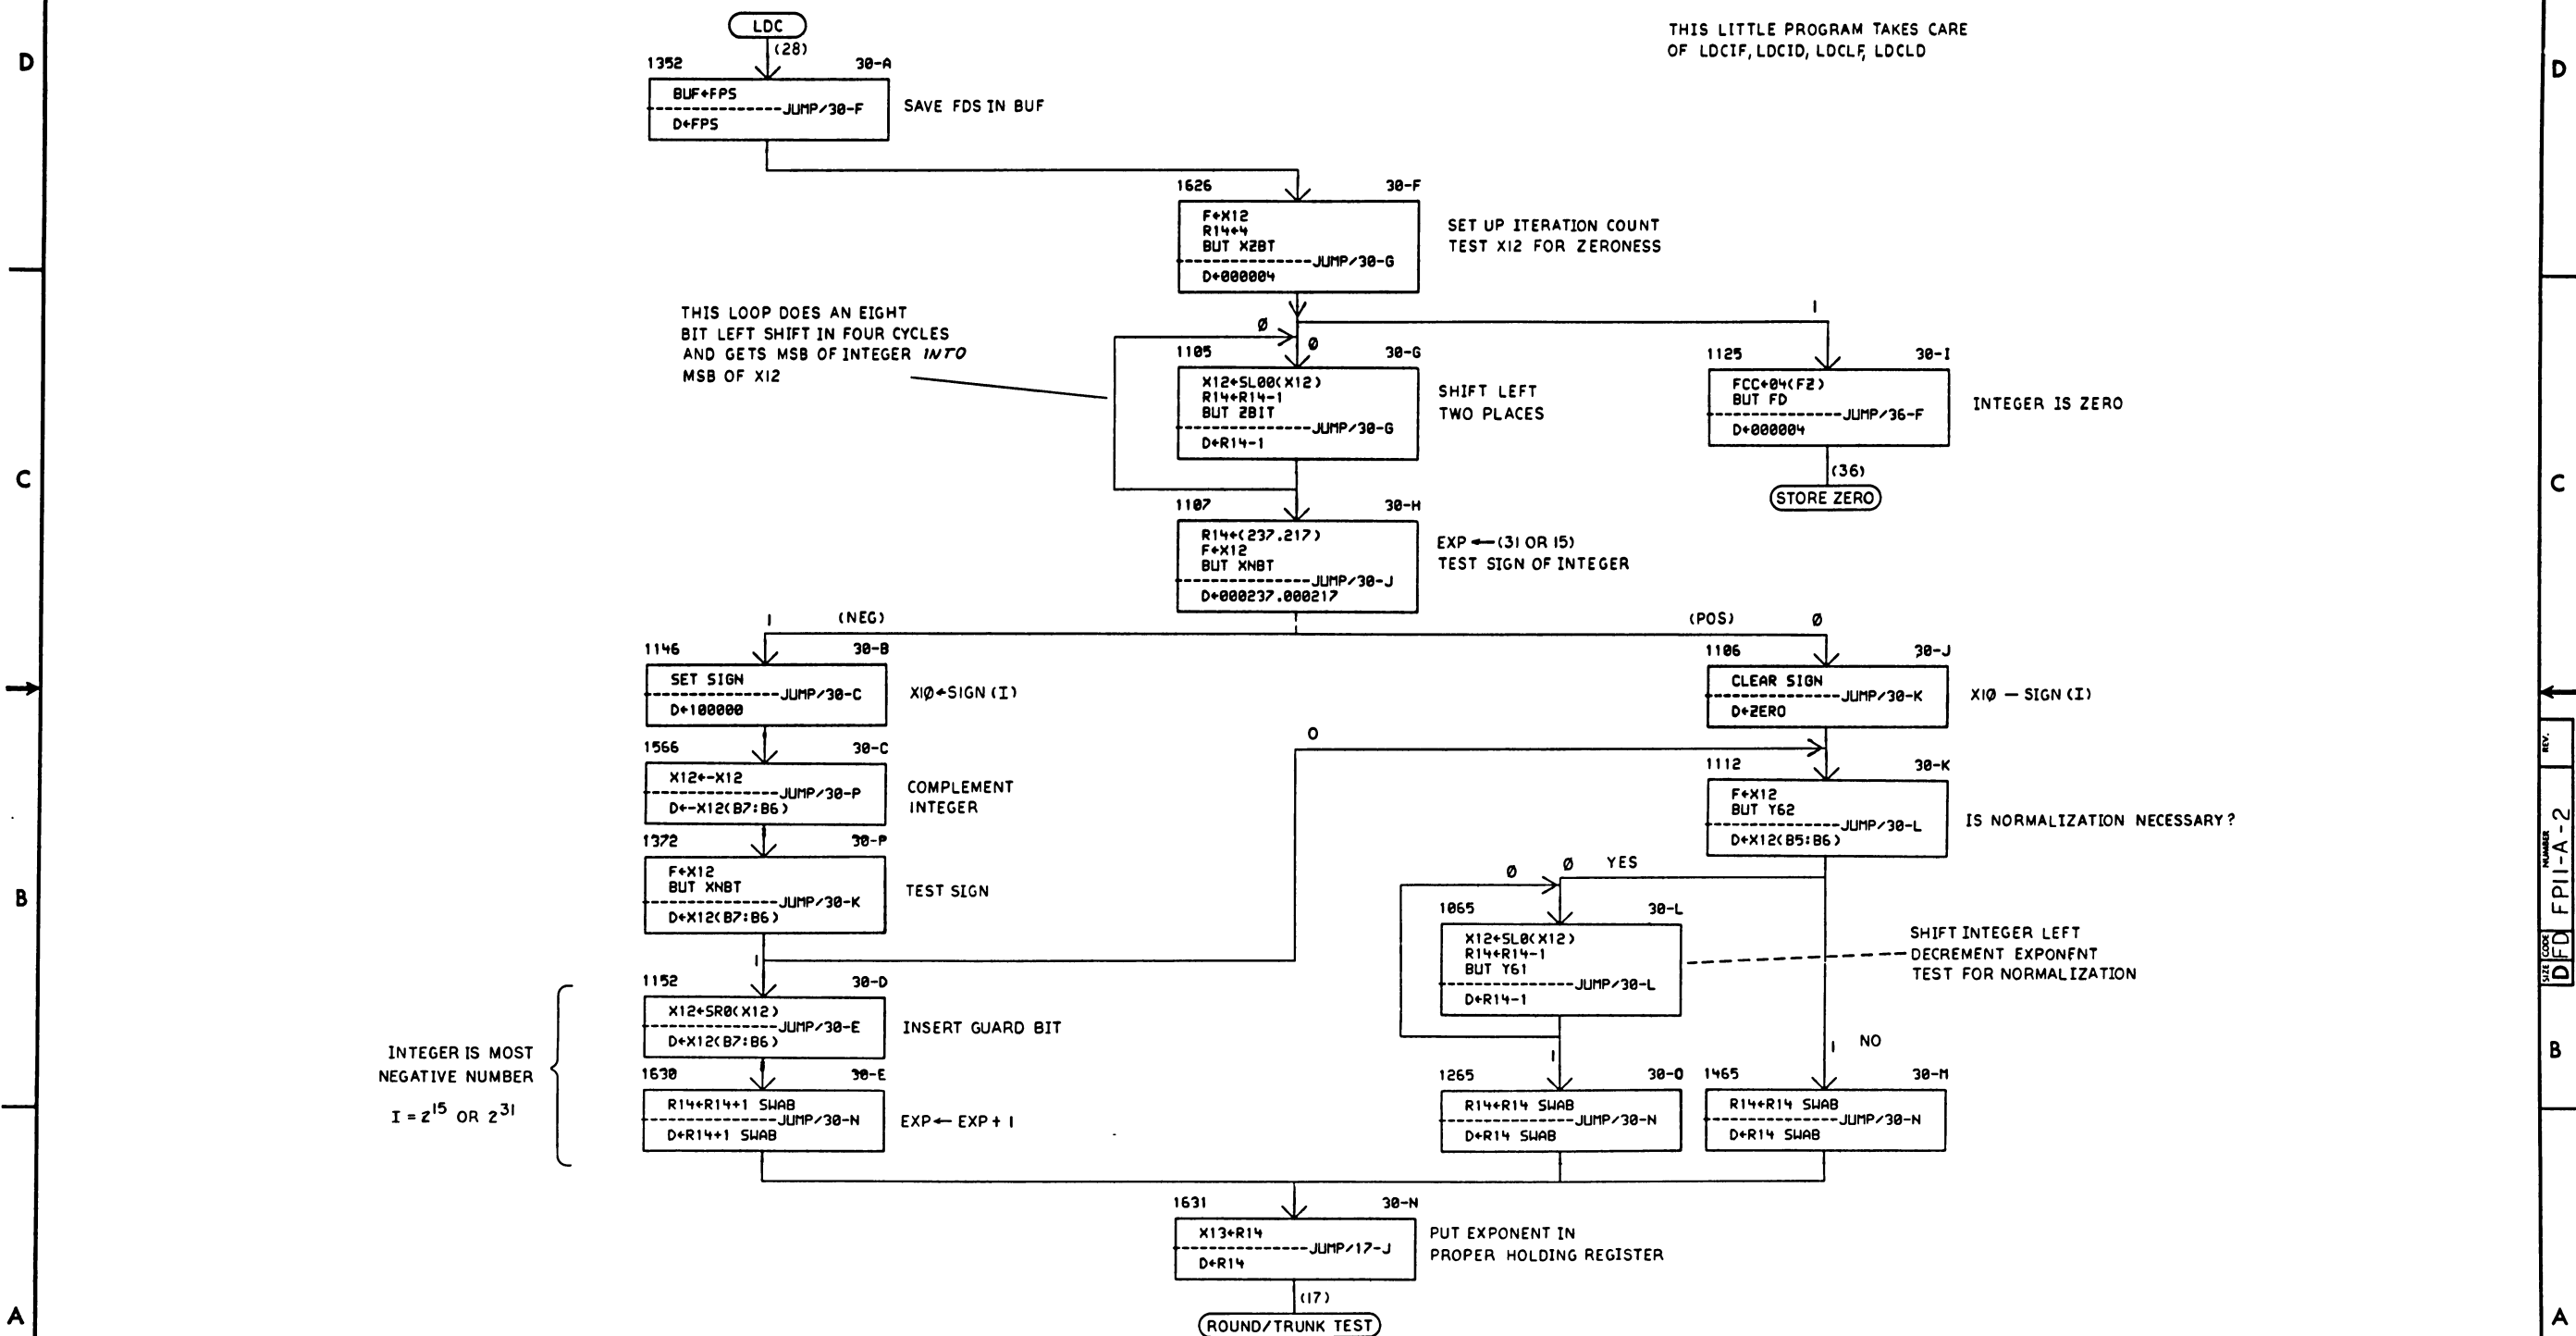 D
LDC
(28)
THIS LITTLE PROGRAM TAKES CARE
OF LDCIF, LDCID, LDCLF, LDCLD
D
1352 30-A
BUF←FPS
JUMP/30-F
D←FPS
SAVE FDS IN BUF
1626 30-F
F←X12
R14←4
BUT XZBT
JUMP/30-G
D←000004
SET UP ITERATION COUNT
TEST X12 FOR ZERONESS
THIS LOOP DOES AN EIGHT
BIT LEFT SHIFT IN FOUR CYCLES
AND GETS MSB OF INTEGER INTO
MSB OF X12
Ø
Ø
1
1105 30-G
X12←SL00(X12)
R14←R14-1
BUT ZBIT
JUMP/30-G
D←R14-1
SHIFT LEFT
TWO PLACES
1125 30-I
FCC←04(FZ)
BUT FD
JUMP/36-F
D←000004
INTEGER IS ZERO
(36)
STORE ZERO
C
C
1107 30-H
R14←(237.217)
F←X12
BUT XNBT
JUMP/30-J
D←000237.000217
EXP ← (31 OR 15)
TEST SIGN OF INTEGER
1 (NEG)
(POS) Ø
1146 30-B
SET SIGN
JUMP/30-C
D←100000
X1Ø←SIGN (I)
1106 30-J
CLEAR SIGN
JUMP/30-K
D←ZERO
X1Ø — SIGN (I)
1566 30-C
X12←-X12
JUMP/30-P
D←-X12(B7:B6)
COMPLEMENT
INTEGER
O
1112 30-K
F←X12
BUT Y62
JUMP/30-L
D←X12(B5:B6)
IS NORMALIZATION NECESSARY?
1372 30-P
F←X12
BUT XNBT
JUMP/30-K
D←X12(B7:B6)
TEST SIGN
1
Ø
Ø YES
B
1065 30-L
X12←SL0(X12)
R14←R14-1
BUT Y61
JUMP/30-L
D←R14-1
SHIFT INTEGER LEFT
DECREMENT EXPONENT
TEST FOR NORMALIZATION
1152 30-D
X12←SR0(X12)
JUMP/30-E
D←X12(B7:B6)
INSERT GUARD BIT
INTEGER IS MOST
NEGATIVE NUMBER
I = 2¹⁵ OR 2³¹
1630 30-E
R14←R14+1 SWAB
JUMP/30-N
D←R14+1 SWAB
EXP ← EXP + 1
1
1265 30-O
R14←R14 SWAB
JUMP/30-N
D←R14 SWAB
1 NO
1465 30-M
R14←R14 SWAB
JUMP/30-N
D←R14 SWAB
B
1631 30-N
X13←R14
JUMP/17-J
D←R14
PUT EXPONENT IN
PROPER HOLDING REGISTER
(17)
ROUND/TRUNK TEST
A
A
SIZE CODE NUMBER REV.
D FD FP11-A-2